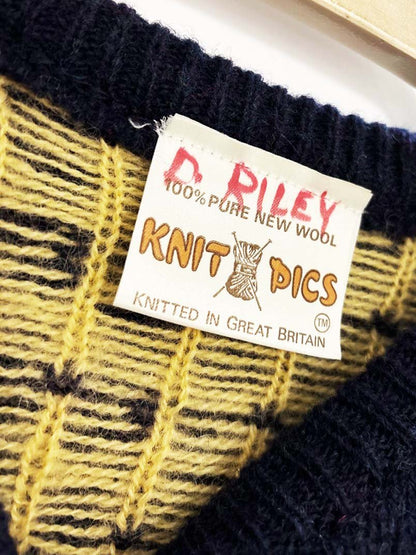 D. RILEY
100% PURE NEW WOOL
KNIT PICS
KNITTED IN GREAT BRITAIN
TM